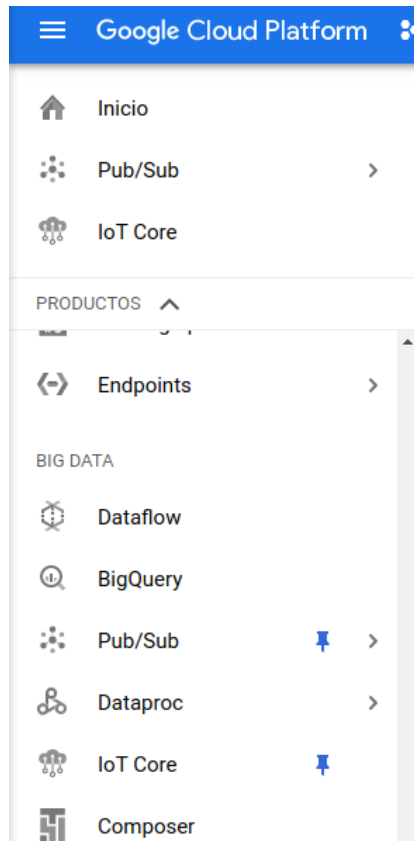 Google Cloud Platform
Inicio
Pub/Sub
IoT Core
PRODUCTOS
Endpoints
BIG DATA
Dataflow
BigQuery
Pub/Sub
Dataproc
IoT Core
Composer